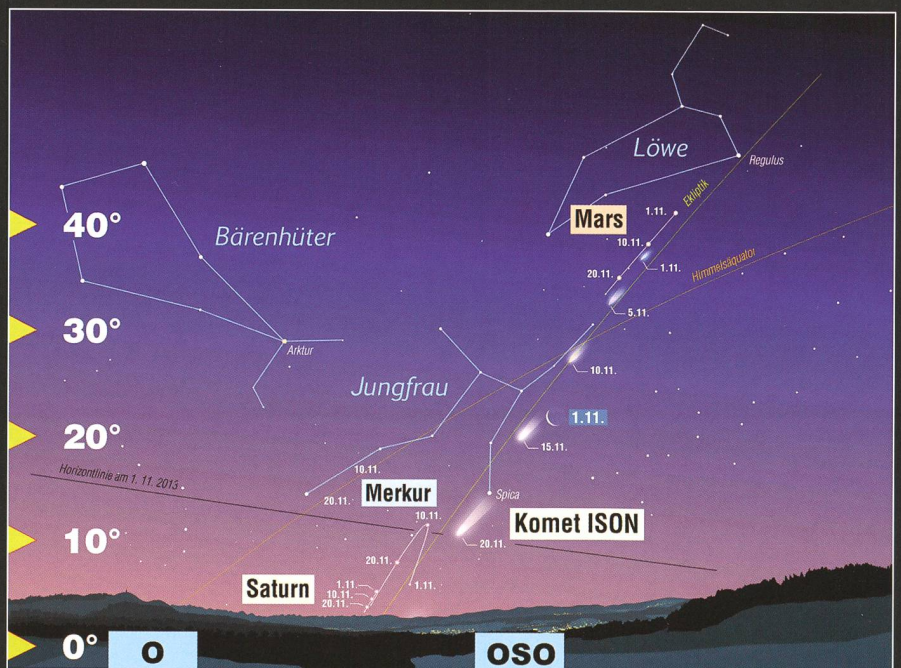 Löwe
Regulus
Ekliptik
Mars
1.11.
10.11.
1.11.
20.11.
5.11.
Himmelsäquator
40°
Bärenhüter
30°
Arktur
10.11.
Jungfrau
1.11.
20°
15.11.
Horizontlinie am 1. 11. 2013
10.11.
20.11.
Merkur
Spica
10.11.
Komet ISON
10°
20.11.
20.11.
Saturn
1.11.
10.11.
20.11.
1.11.
0°
O
OSO